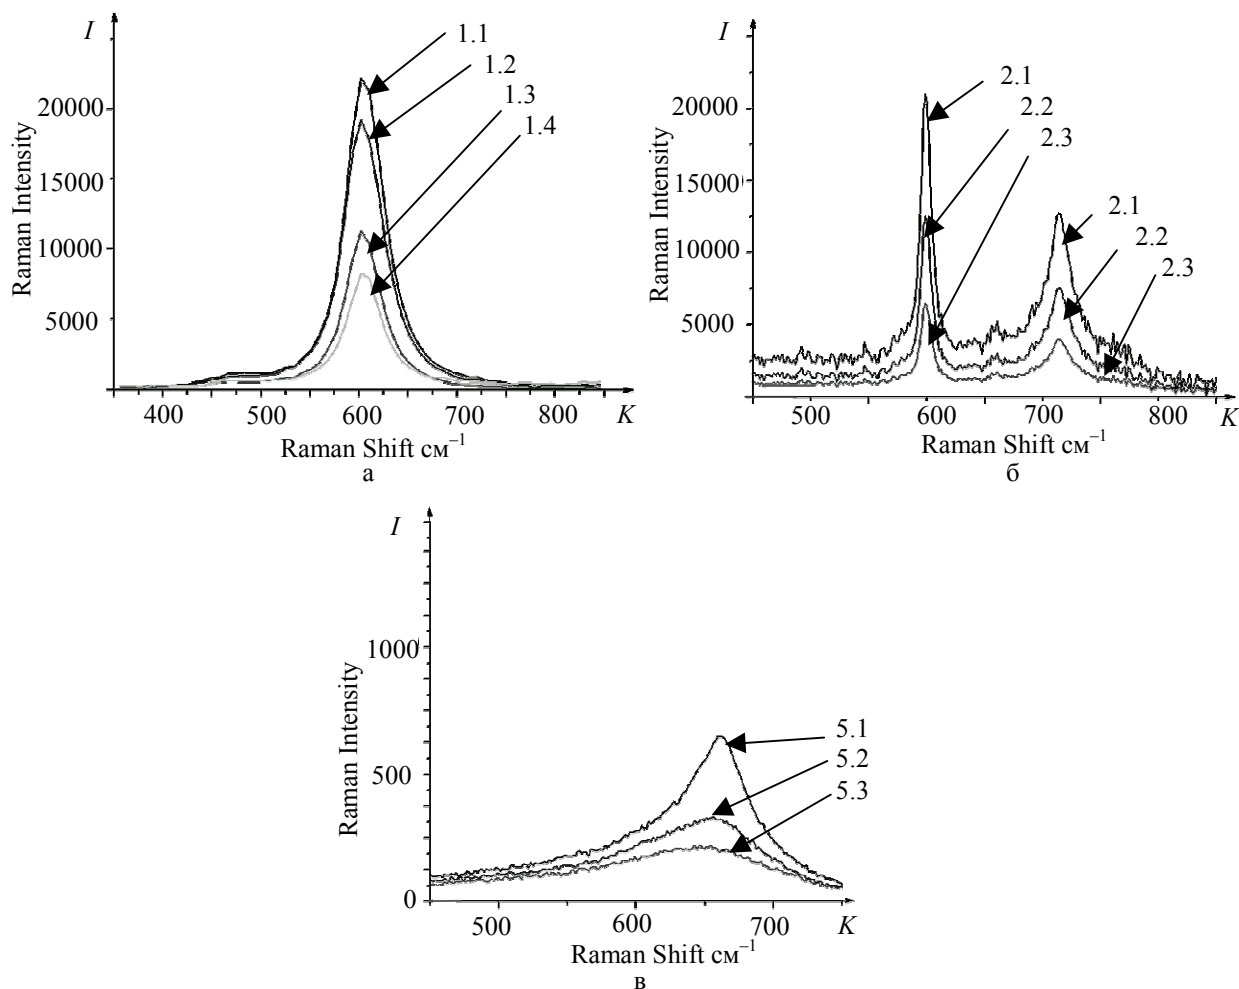 I
Raman Intensity
20000
15000
10000
5000
1.1
1.2
1.3
1.4
400
500
600
700
800
K
Raman Shift см⁻¹
а
I
Raman Intensity
20000
15000
10000
5000
2.1
2.2
2.3
2.1
2.2
2.3
500
600
700
800
K
Raman Shift см⁻¹
б
I
Raman Intensity
1000
500
0
5.1
5.2
5.3
500
600
700
K
Raman Shift см⁻¹
в